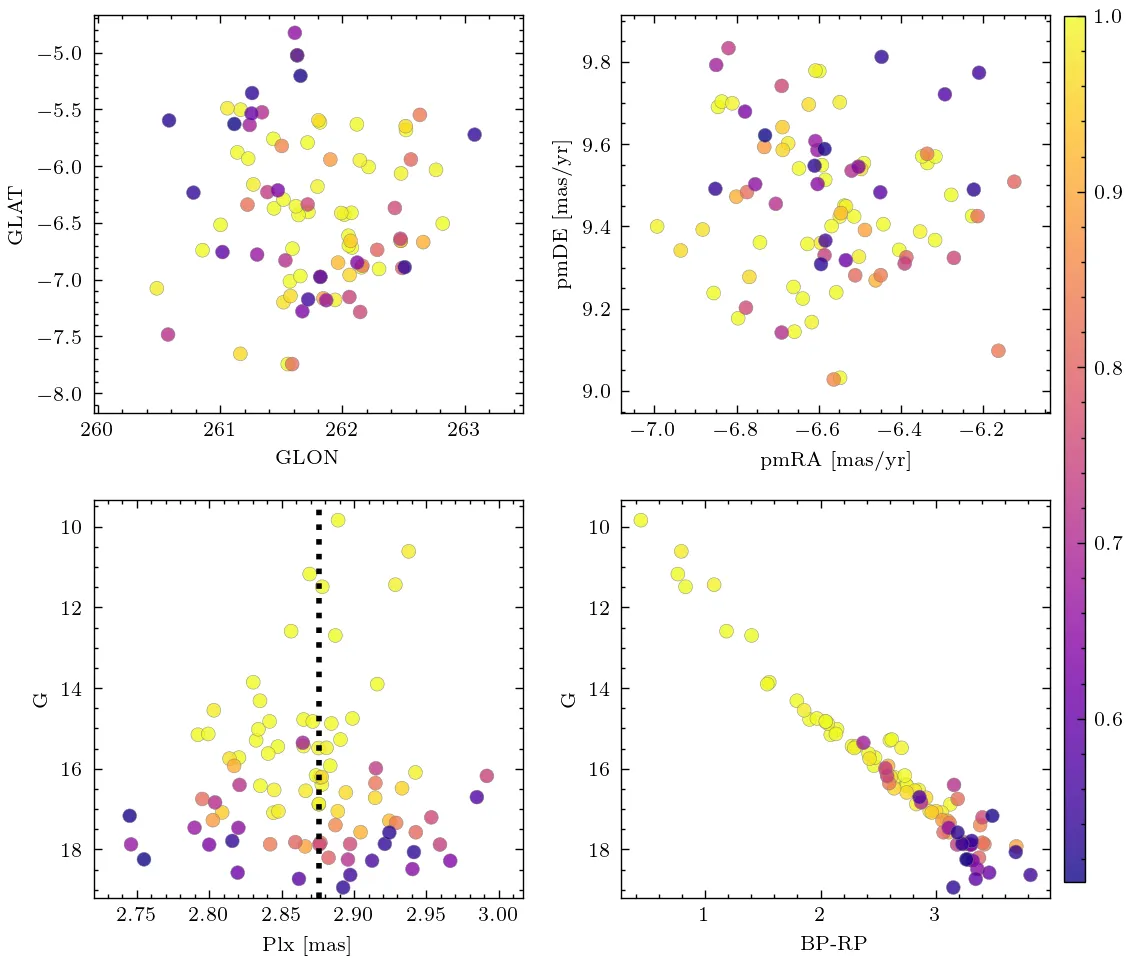 −5.0
−5.5
−6.0
−6.5
−7.0
−7.5
−8.0
GLAT
260 261 262 263
GLON
9.8
9.6
9.4
9.2
9.0
pmDE [mas/yr]
−7.0 −6.8 −6.6 −6.4 −6.2
pmRA [mas/yr]
10
12
14
16
18
G
2.75 2.80 2.85 2.90 2.95 3.00
Plx [mas]
10
12
14
16
18
G
1 2 3
BP-RP
1.0
0.9
0.8
0.7
0.6